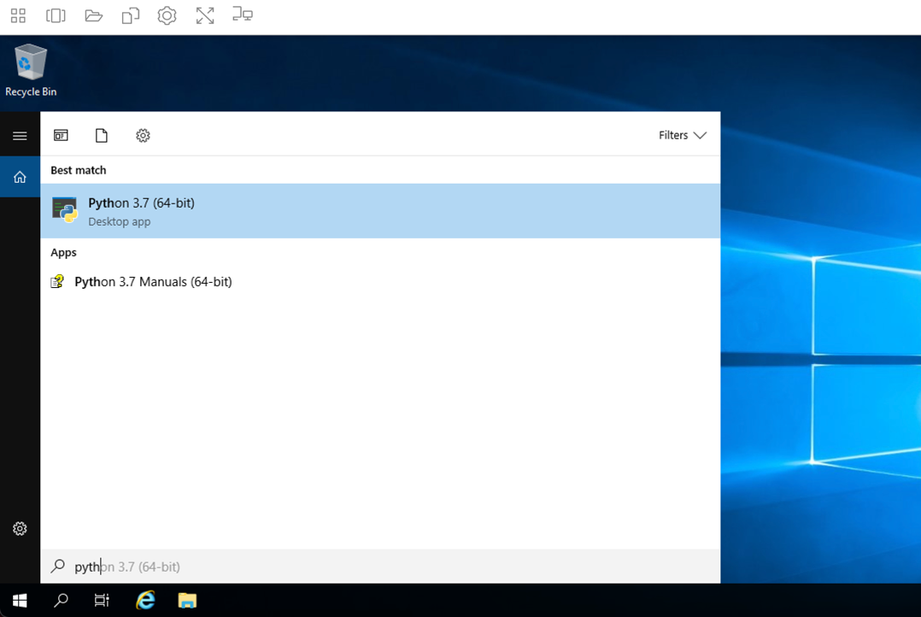 Recycle Bin
Filters
Best match
Python 3.7 (64-bit)
Desktop app
Apps
Python 3.7 Manuals (64-bit)
python 3.7 (64-bit)